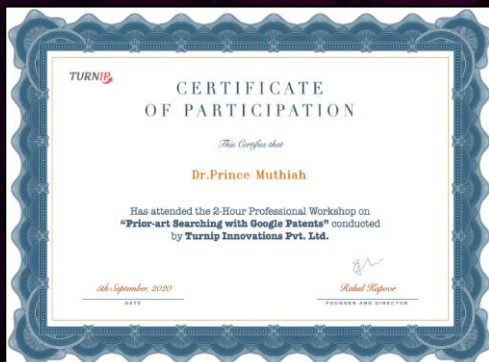 TURNIP
CERTIFICATE
OF PARTICIPATION
This Certifies that
Dr.Prince Muthiah
Has attended the 2-Hour Professional Workshop on
“Prior-art Searching with Google Patents” conducted
by Turnip Innovations Pvt. Ltd.
5th September, 2020
DATE
Rahul Kapoor
FOUNDER AND DIRECTOR